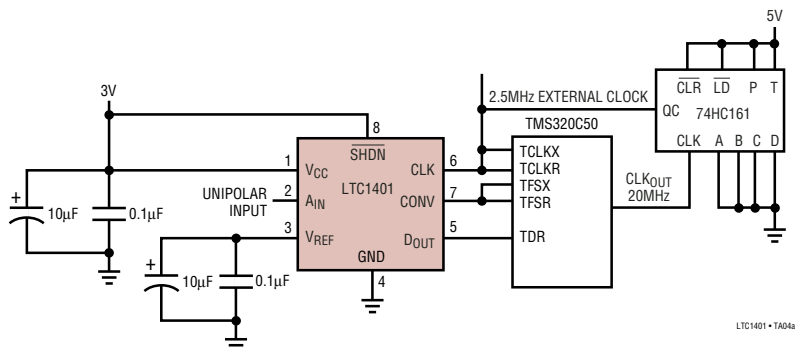 5V
CLR LD P T
QC 74HC161
CLK A B C D
2.5MHz EXTERNAL CLOCK
TMS320C50
TCLKX
TCLKR
TFSX
TFSR
TDR
CLKOUT
20MHz
3V
8
SHDN
1 VCC CLK 6
LTC1401
UNIPOLAR
INPUT
2 AIN CONV 7
3 VREF DOUT 5
GND
4
+
10µF
0.1µF
+
10µF
0.1µF
LTC1401 • TA04a